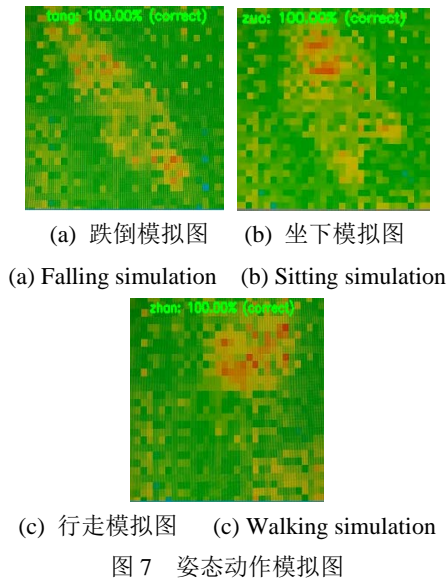 tang: 100.00% (correct) zuo: 100.00% (correct)
(a) 跌倒模拟图 (b) 坐下模拟图
(a) Falling simulation (b) Sitting simulation
zhan: 100.00% (correct)
(c) 行走模拟图 (c) Walking simulation
图 7 姿态动作模拟图